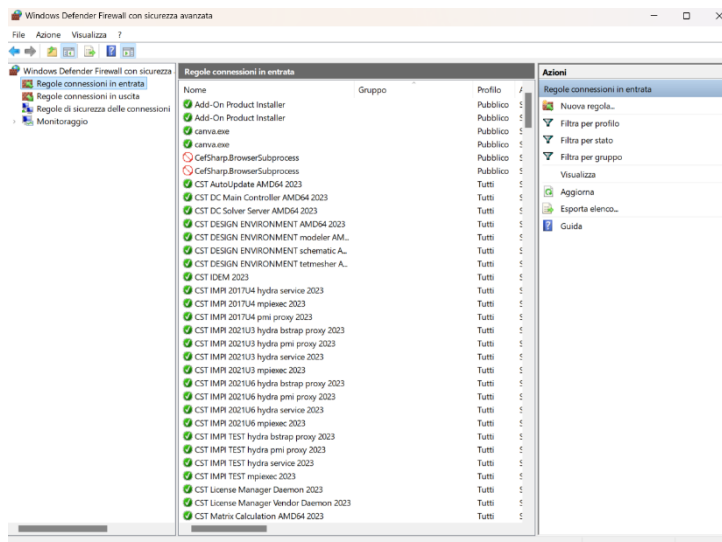 Windows Defender Firewall con sicurezza avanzata
File Azione Visualizza ?
Windows Defender Firewall con sicurezza
Regole connessioni in entrata
Regole connessioni in uscita
Regole di sicurezza delle connessioni
Monitoraggio
Regole connessioni in entrata
Nome Gruppo Profilo
Add-On Product Installer Pubblico
Add-On Product Installer Pubblico
canva.exe Pubblico
canva.exe Pubblico
CefSharp.BrowserSubprocess Pubblico
CefSharp.BrowserSubprocess Pubblico
CST AutoUpdate AMD64 2023 Tutti
CST DC Main Controller AMD64 2023 Tutti
CST DC Solver Server AMD64 2023 Tutti
CST DESIGN ENVIRONMENT AMD64 2023 Tutti
CST DESIGN ENVIRONMENT modeler AM... Tutti
CST DESIGN ENVIRONMENT schematic A... Tutti
CST DESIGN ENVIRONMENT tetmesher A... Tutti
CST IDEM 2023 Tutti
CST IMPI 2017U4 hydra service 2023 Tutti
CST IMPI 2017U4 mpiexec 2023 Tutti
CST IMPI 2017U4 pmi proxy 2023 Tutti
CST IMPI 2021U3 hydra bstrap proxy 2023 Tutti
CST IMPI 2021U3 hydra pmi proxy 2023 Tutti
CST IMPI 2021U3 hydra service 2023 Tutti
CST IMPI 2021U3 mpiexec 2023 Tutti
CST IMPI 2021U6 hydra bstrap proxy 2023 Tutti
CST IMPI 2021U6 hydra pmi proxy 2023 Tutti
CST IMPI 2021U6 hydra service 2023 Tutti
CST IMPI 2021U6 mpiexec 2023 Tutti
CST IMPI TEST hydra bstrap proxy 2023 Tutti
CST IMPI TEST hydra pmi proxy 2023 Tutti
CST IMPI TEST hydra service 2023 Tutti
CST IMPI TEST mpiexec 2023 Tutti
CST License Manager Daemon 2023 Tutti
CST License Manager Vendor Daemon 2023 Tutti
CST Matrix Calculation AMD64 2023 Tutti
Azioni
Regole connessioni in entrata
Nuova regola...
Filtra per profilo
Filtra per stato
Filtra per gruppo
Visualizza
Aggiorna
Esporta elenco...
Guida